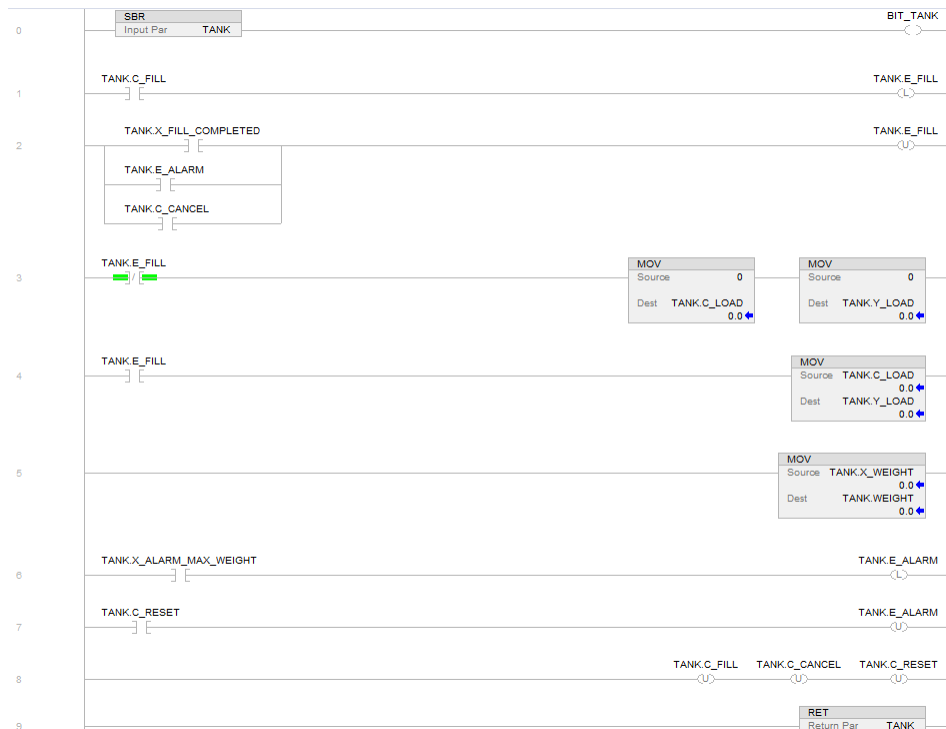 SBR
BIT_TANK
0
Input Par TANK
TANK.C_FILL
TANK.E_FILL
1
L
TANK.X_FILL_COMPLETED
TANK.E_FILL
2
U
TANK.E_ALARM
TANK.C_CANCEL
TANK.E_FILL
MOV
MOV
3
/
Source 0
Source 0
Dest TANK.C_LOAD
Dest TANK.Y_LOAD
0.0
0.0
TANK.E_FILL
MOV
4
Source TANK.C_LOAD
0.0
Dest TANK.Y_LOAD
0.0
MOV
5
Source TANK.X_WEIGHT
0.0
Dest TANK.WEIGHT
0.0
TANK.X_ALARM_MAX_WEIGHT
TANK.E_ALARM
6
L
TANK.C_RESET
TANK.E_ALARM
7
U
TANK.C_FILL TANK.C_CANCEL TANK.C_RESET
8
U U U
RET
9
Return Par TANK